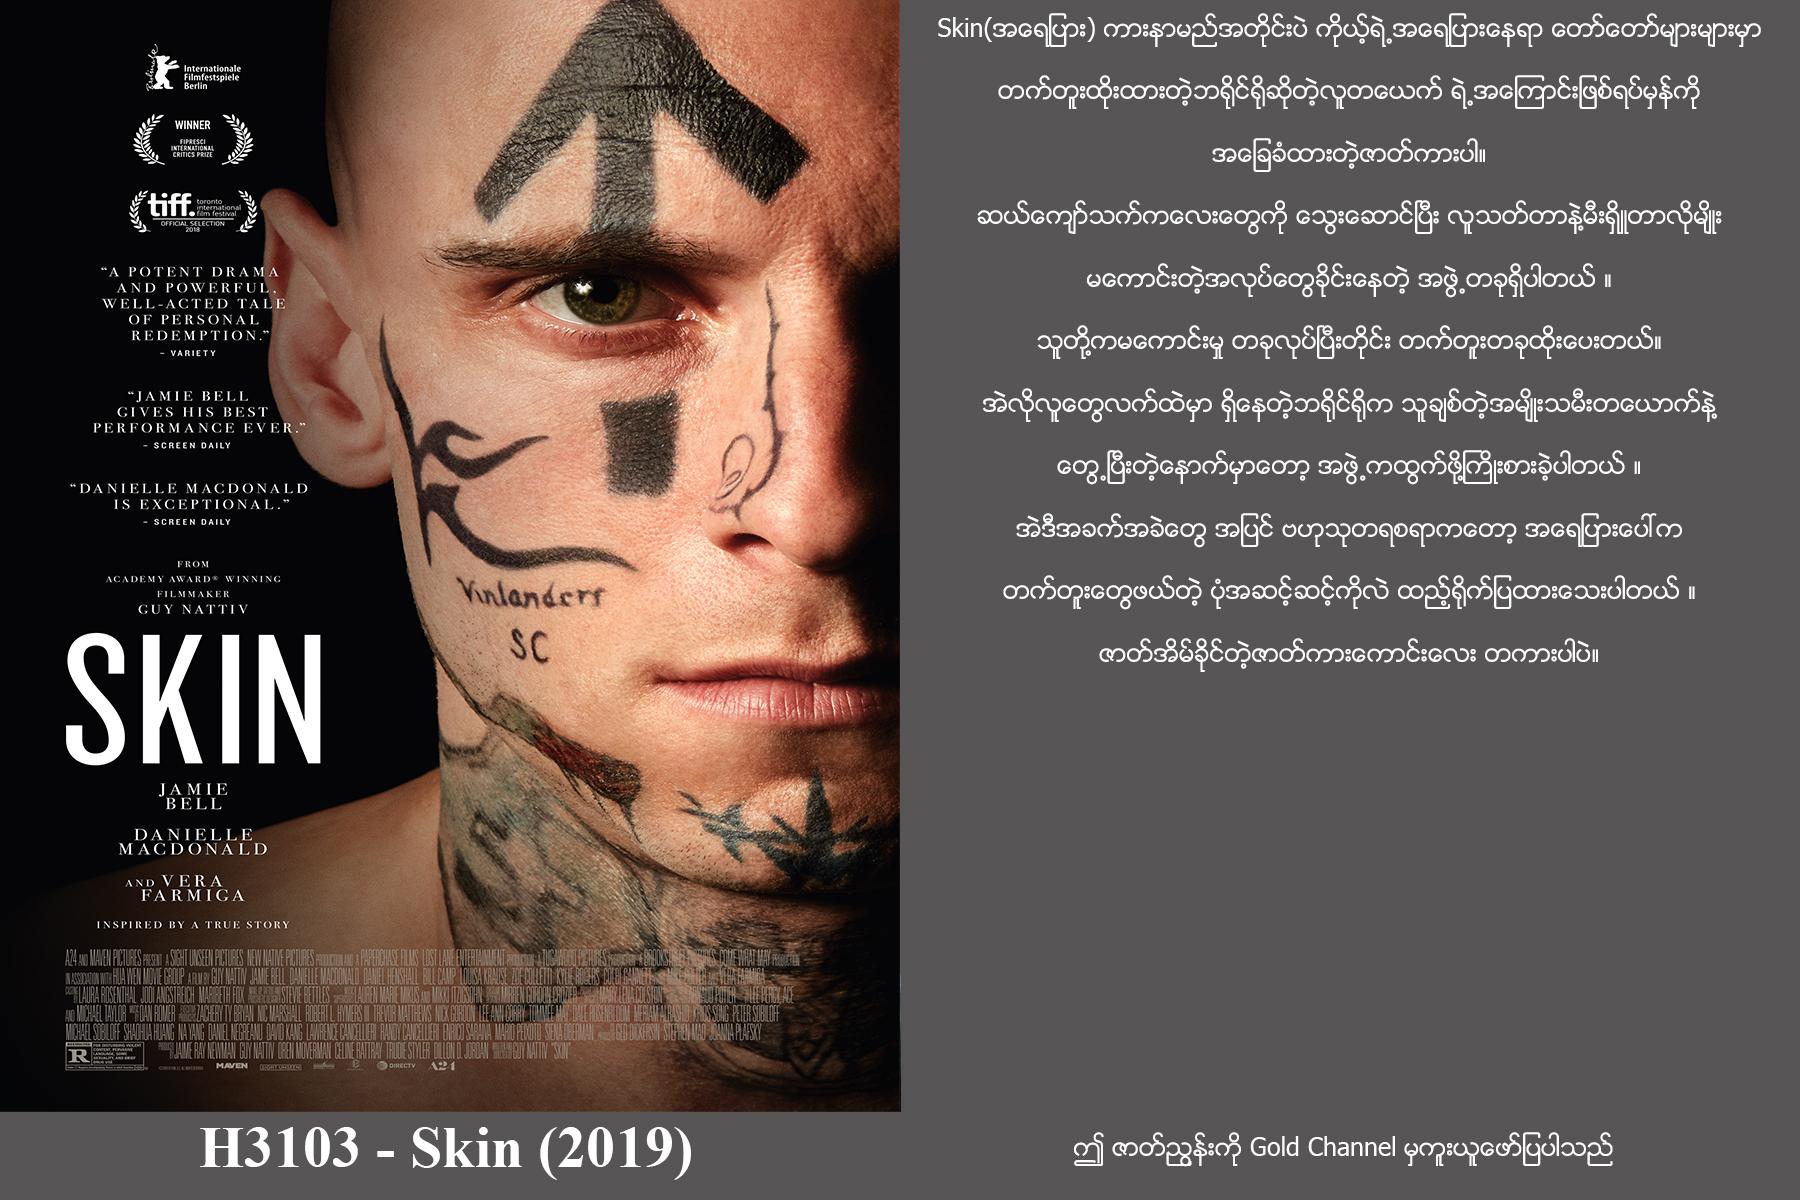 Internationale
Filmfestspiele
Berlin
WINNER
FIPRESCI
INTERNATIONAL
CRITICS PRIZE
tiff. toronto
international
film festival
OFFICIAL SELECTION
2018
“A POTENT DRAMA
AND POWERFUL,
WELL-ACTED TALE
OF PERSONAL
REDEMPTION.”
– VARIETY
“JAMIE BELL
GIVES HIS BEST
PERFORMANCE EVER.”
– SCREEN DAILY
“DANIELLE MACDONALD
IS EXCEPTIONAL.”
– SCREEN DAILY
FROM
ACADEMY AWARD® WINNING
FILMMAKER
GUY NATTIV
SKIN
JAMIE
BELL
DANIELLE
MACDONALD
AND VERA
FARMIGA
INSPIRED BY A TRUE STORY
Vinlanders
SC
R
MAVEN
SIGHT UNSEEN
DIRECTV
A24
H3103 - Skin (2019)
Skin(အရေပြား) ကားနာမည်အတိုင်းပဲ ကိုယ့်ရဲ့အရေပြားနေရာ တော်တော်များများမှာ
တက်တူးထိုးထားတဲ့ဘရိုင်ရိုဆိုတဲ့လူတယေက် ရဲ့အကြောင်းဖြစ်ရပ်မှန်ကို
အခြေခံထားတဲ့ဇာတ်ကားပါ။
ဆယ်ကျော်သက်ကလေးတွေကို သွေးဆောင်ပြီး လူသတ်တာနဲ့မီးရှို့တာလိုမျိုး
မကောင်းတဲ့အလုပ်တွေခိုင်းနေတဲ့ အဖွဲ့တခုရှိပါတယ် ။
သူတို့ကမကောင်းမှု တခုလုပ်ပြီးတိုင်း တက်တူးတခုထိုးပေးတယ်။
အဲလိုလူတွေလက်ထဲမှာ ရှိနေတဲ့ဘရိုင်ရိုက သူချစ်တဲ့အမျိုးသမီးတယောက်နဲ့
တွေ့ပြီးတဲ့နောက်မှာတော့ အဖွဲ့ကထွက်ဖို့ကြိုးစားခဲ့ပါတယ် ။
အဲဒီအခက်အခဲတွေ အပြင် ဗဟုသုတရစရာကတော့ အရေပြားပေါ်က
တက်တူးတွေဖယ်တဲ့ ပုံအဆင့်ဆင့်ကိုလဲ ထည့်ရိုက်ပြထားသေးပါတယ် ။
ဇာတ်အိမ်ခိုင်တဲ့ဇာတ်ကားကောင်းလေး တကားပါပဲ။
ဤ ဇာတ်ညွှန်းကို Gold Channel မှကူးယူဖော်ပြပါသည်